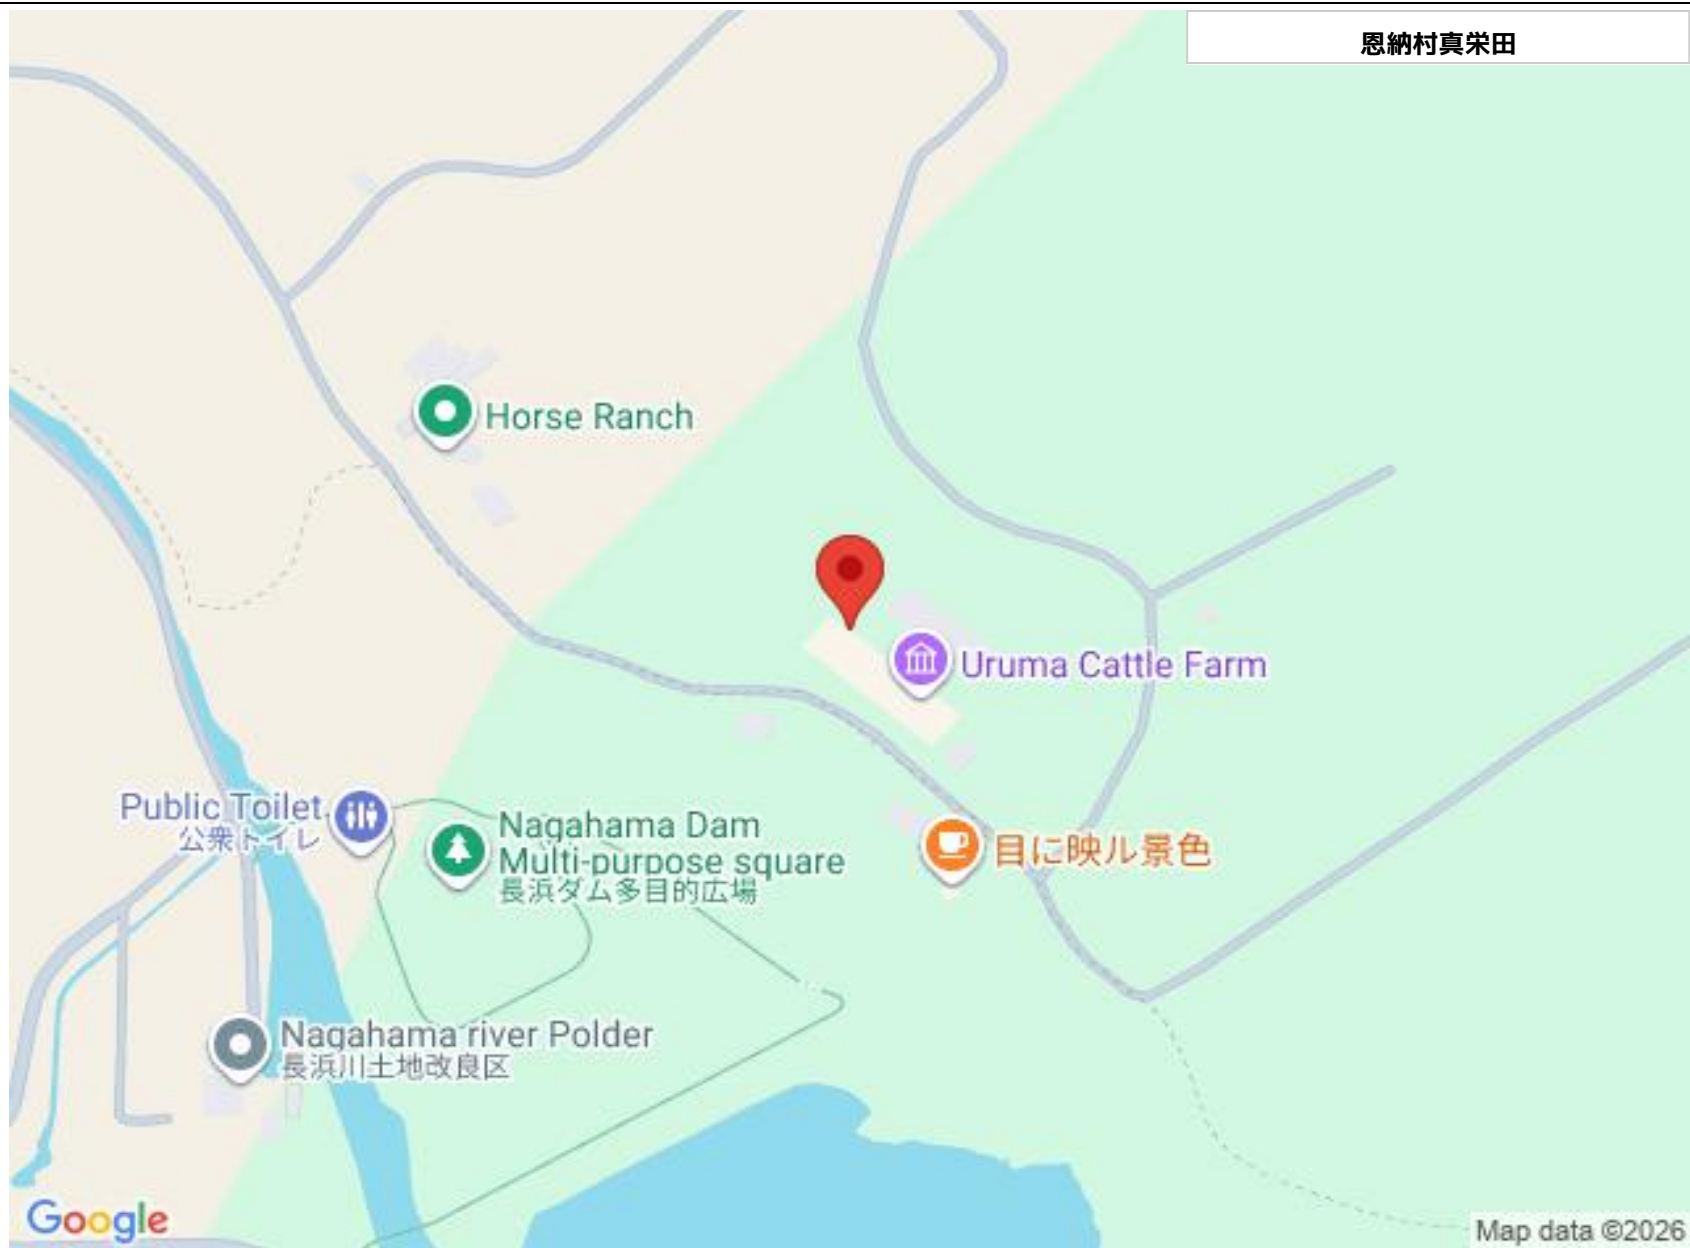 恩納村真栄田
Horse Ranch
Uruma Cattle Farm
Public Toilet
公衆トイレ
Nagahama Dam
Multi-purpose square
長浜ダム多目的広場
目に映ル景色
Nagahama river Polder
長浜川土地改良区
Google
Map data ©2026